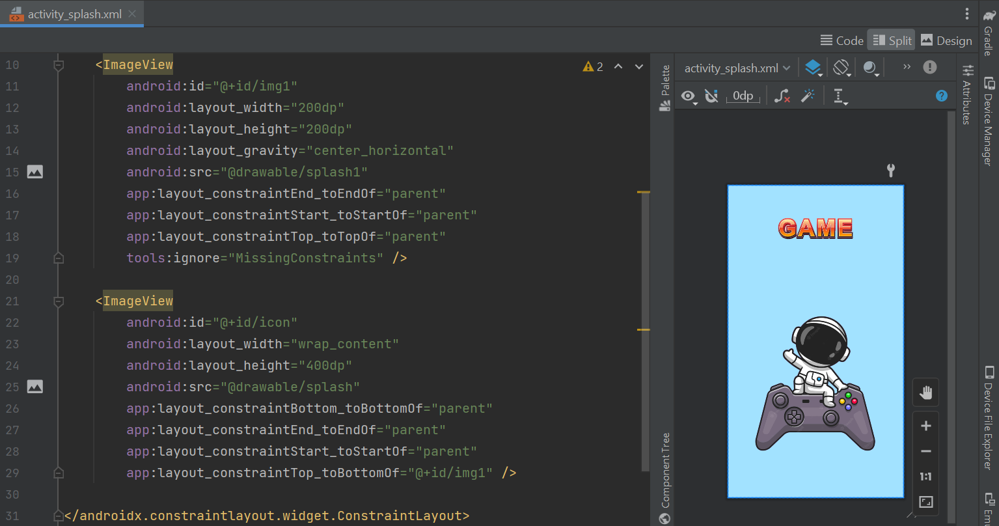 activity_splash.xml
Code Split Design
10 <ImageView
11 android:id="@+id/img1"
12 android:layout_width="200dp"
13 android:layout_height="200dp"
14 android:layout_gravity="center_horizontal"
15 android:src="@drawable/splash1"
16 app:layout_constraintEnd_toEndOf="parent"
17 app:layout_constraintStart_toStartOf="parent"
18 app:layout_constraintTop_toTopOf="parent"
19 tools:ignore="MissingConstraints" />
20
21 <ImageView
22 android:id="@+id/icon"
23 android:layout_width="wrap_content"
24 android:layout_height="400dp"
25 android:src="@drawable/splash"
26 app:layout_constraintBottom_toBottomOf="parent"
27 app:layout_constraintEnd_toEndOf="parent"
28 app:layout_constraintStart_toStartOf="parent"
29 app:layout_constraintTop_toBottomOf="@+id/img1" />
30
31 </androidx.constraintlayout.widget.ConstraintLayout>
2
Palette
Component Tree
activity_splash.xml
0dp
GAME
1:1
Attributes
Gradle
Device Manager
Device File Explorer